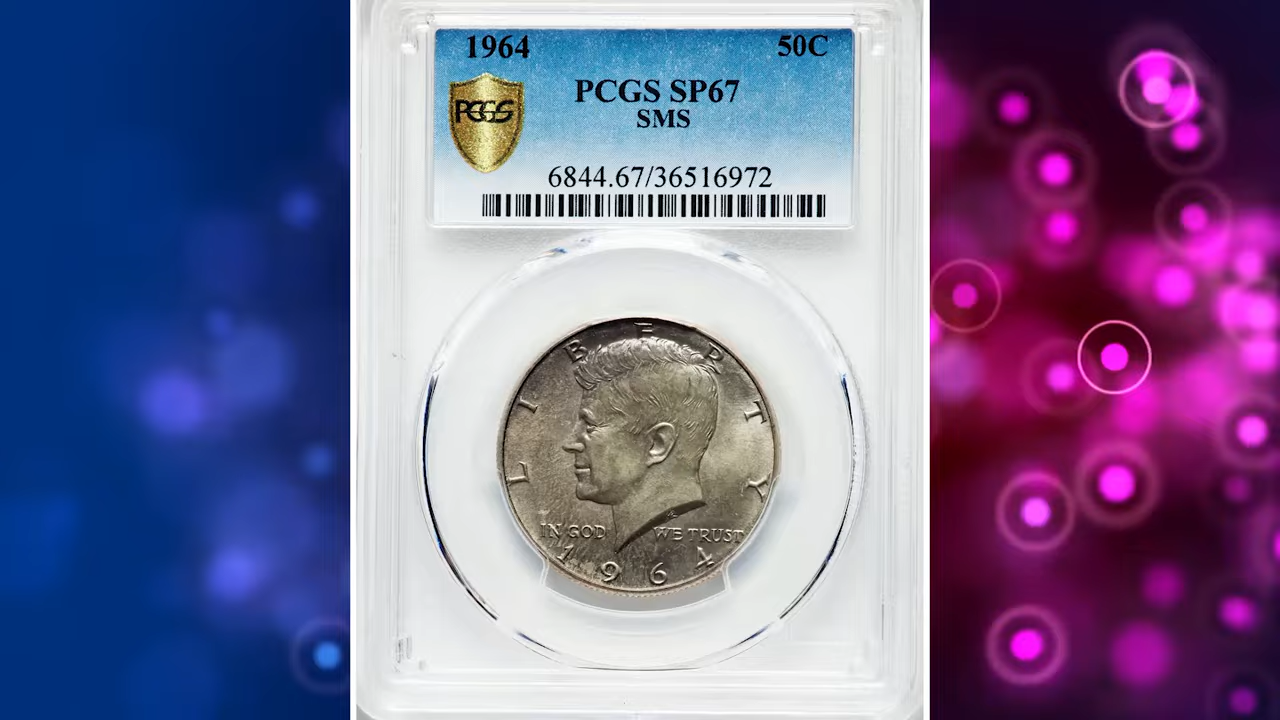 1964 50C
PCGS SP67
SMS
PCGS
6844.67/36516972
LIBERTY
IN GOD WE TRUST
1964